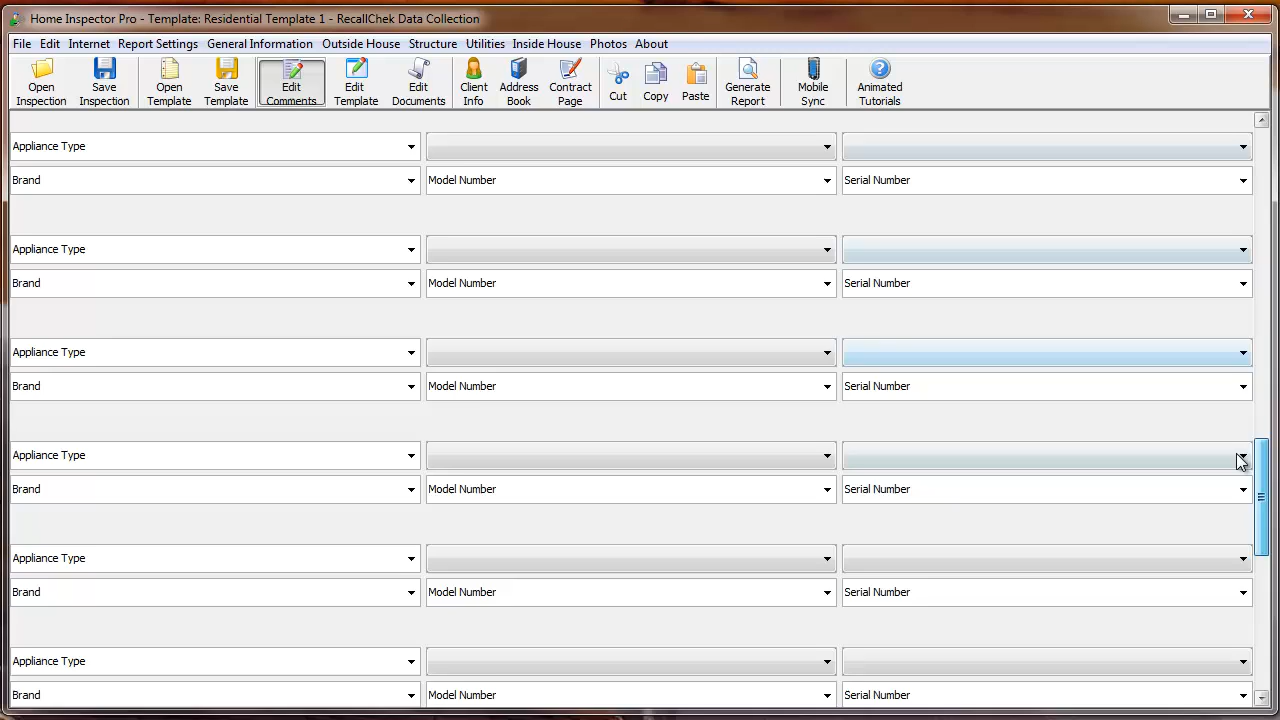 Home Inspector Pro - Template: Residential Template 1 - RecallChek Data Collection
File Edit Internet Report Settings General Information Outside House Structure Utilities Inside House Photos About
Open Inspection Save Inspection Open Template Save Template Edit Comments Edit Template Edit Documents Client Info Address Book Contract Page Cut Copy Paste Generate Report Mobile Sync Animated Tutorials
Appliance Type
Brand Model Number Serial Number
Appliance Type
Brand Model Number Serial Number
Appliance Type
Brand Model Number Serial Number
Appliance Type
Brand Model Number Serial Number
Appliance Type
Brand Model Number Serial Number
Appliance Type
Brand Model Number Serial Number